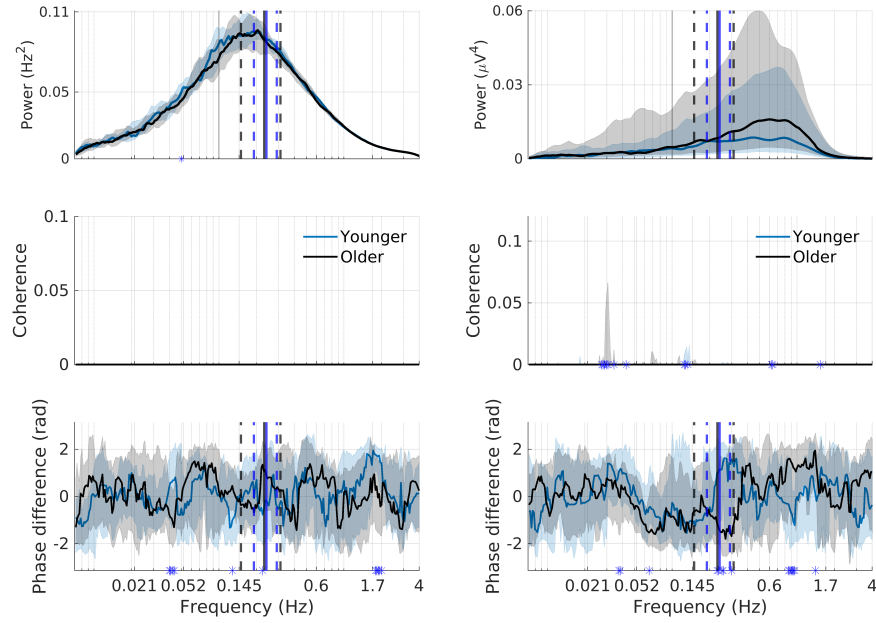 0.11
0.05
0
Power (Hz²)
0.06
0.03
0
Power (μV⁴)
0.1
0.05
0
Coherence
Younger
Older
0.1
0.05
0
Coherence
Younger
Older
2
0
-2
Phase difference (rad)
0.021 0.052 0.145 0.6 1.7 4
Frequency (Hz)
2
0
-2
Phase difference (rad)
0.021 0.052 0.145 0.6 1.7 4
Frequency (Hz)